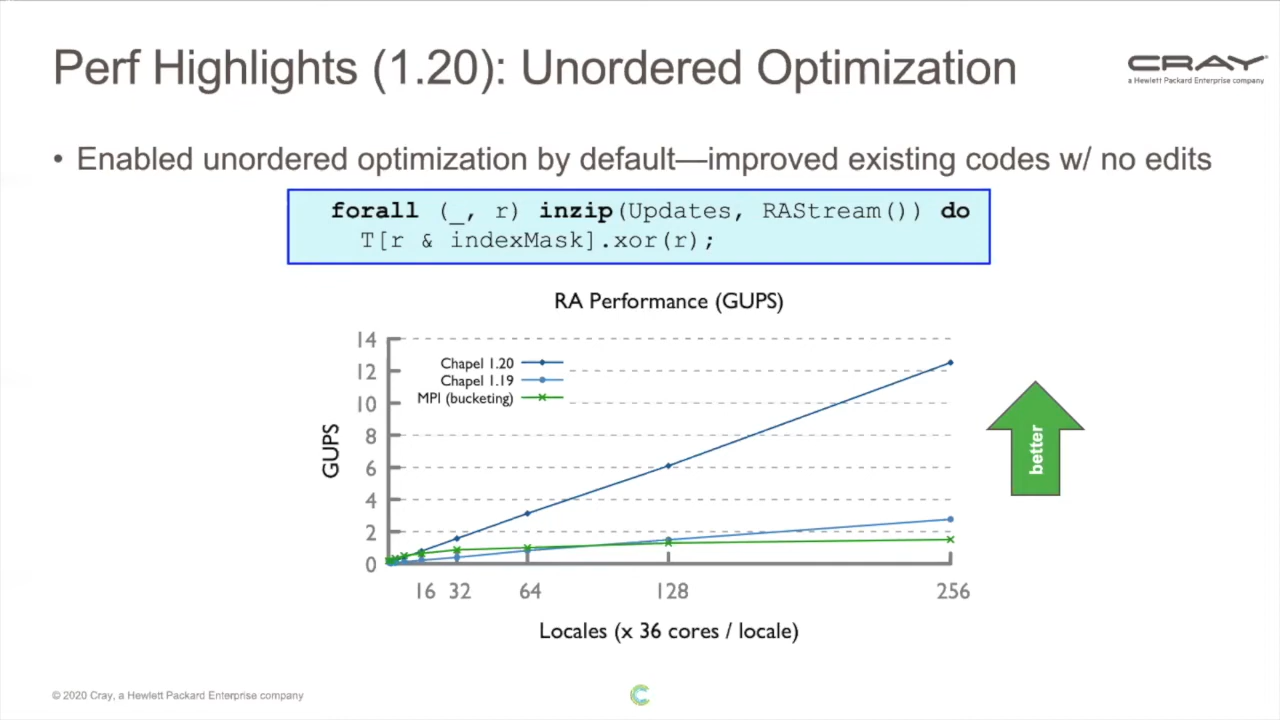 Perf Highlights (1.20): Unordered Optimization
CRAY
a Hewlett Packard Enterprise company
• Enabled unordered optimization by default—improved existing codes w/ no edits
forall (_, r) inzip(Updates, RAStream()) do
T[r & indexMask].xor(r);
RA Performance (GUPS)
14
12
10
8
6
4
2
0
GUPS
Chapel 1.20
Chapel 1.19
MPI (bucketing)
16 32 64 128 256
Locales (x 36 cores / locale)
better
© 2020 Cray, a Hewlett Packard Enterprise company